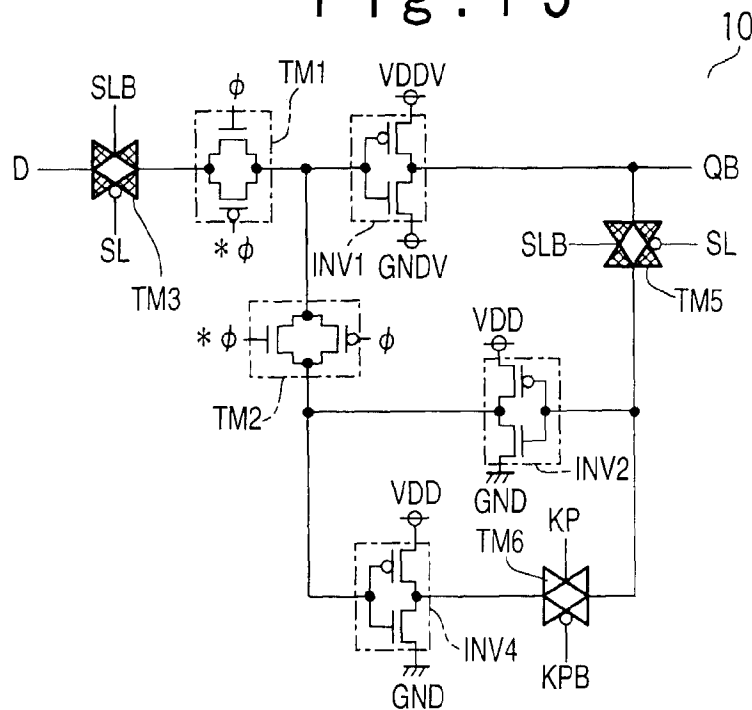 Fig.13
10
SLB
ϕ
TM1
VDDV
D
QB
SL
*ϕ
INV1
GNDV
SLB
SL
TM3
TM5
*ϕ
ϕ
VDD
TM2
INV2
GND
VDD
KP
TM6
INV4
GND
KPB